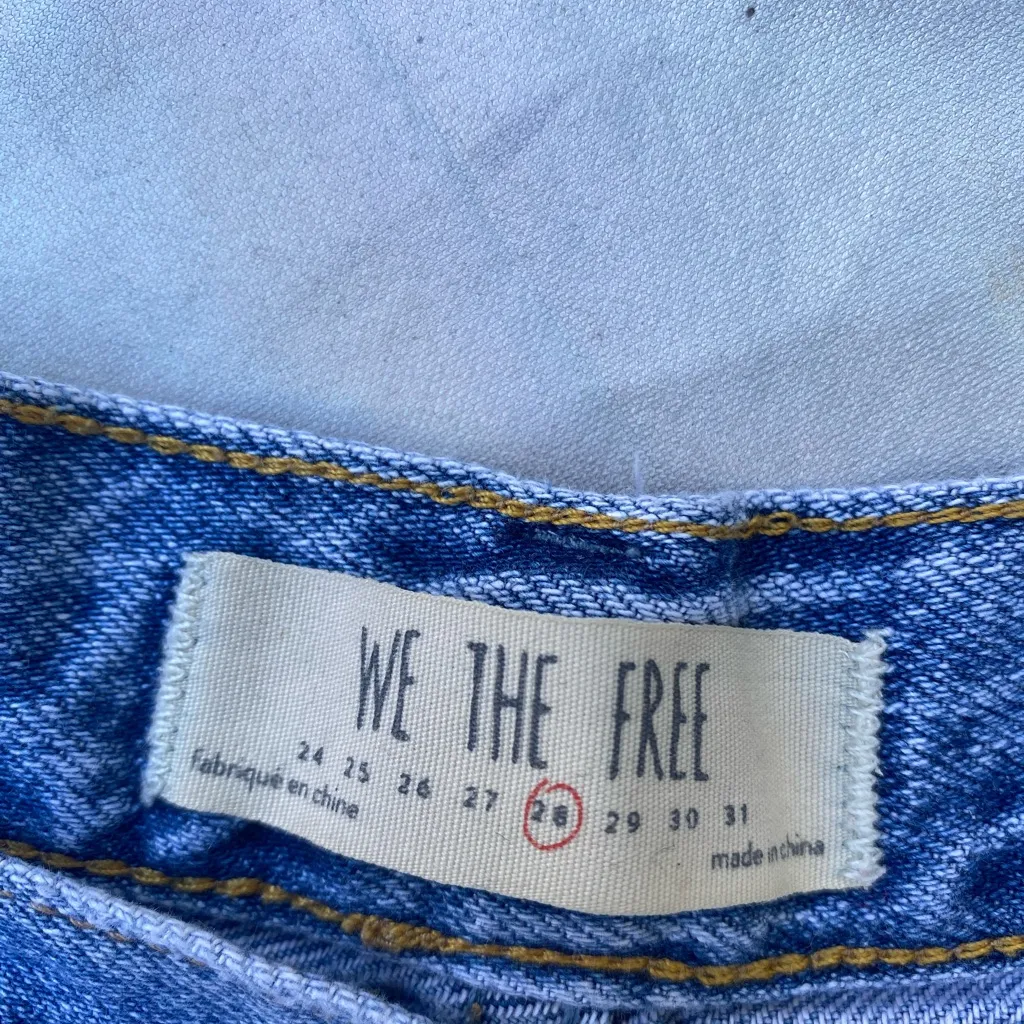 WE THE FREE
24 25 26 27 28 29 30 31
fabriqué en chine
made in china